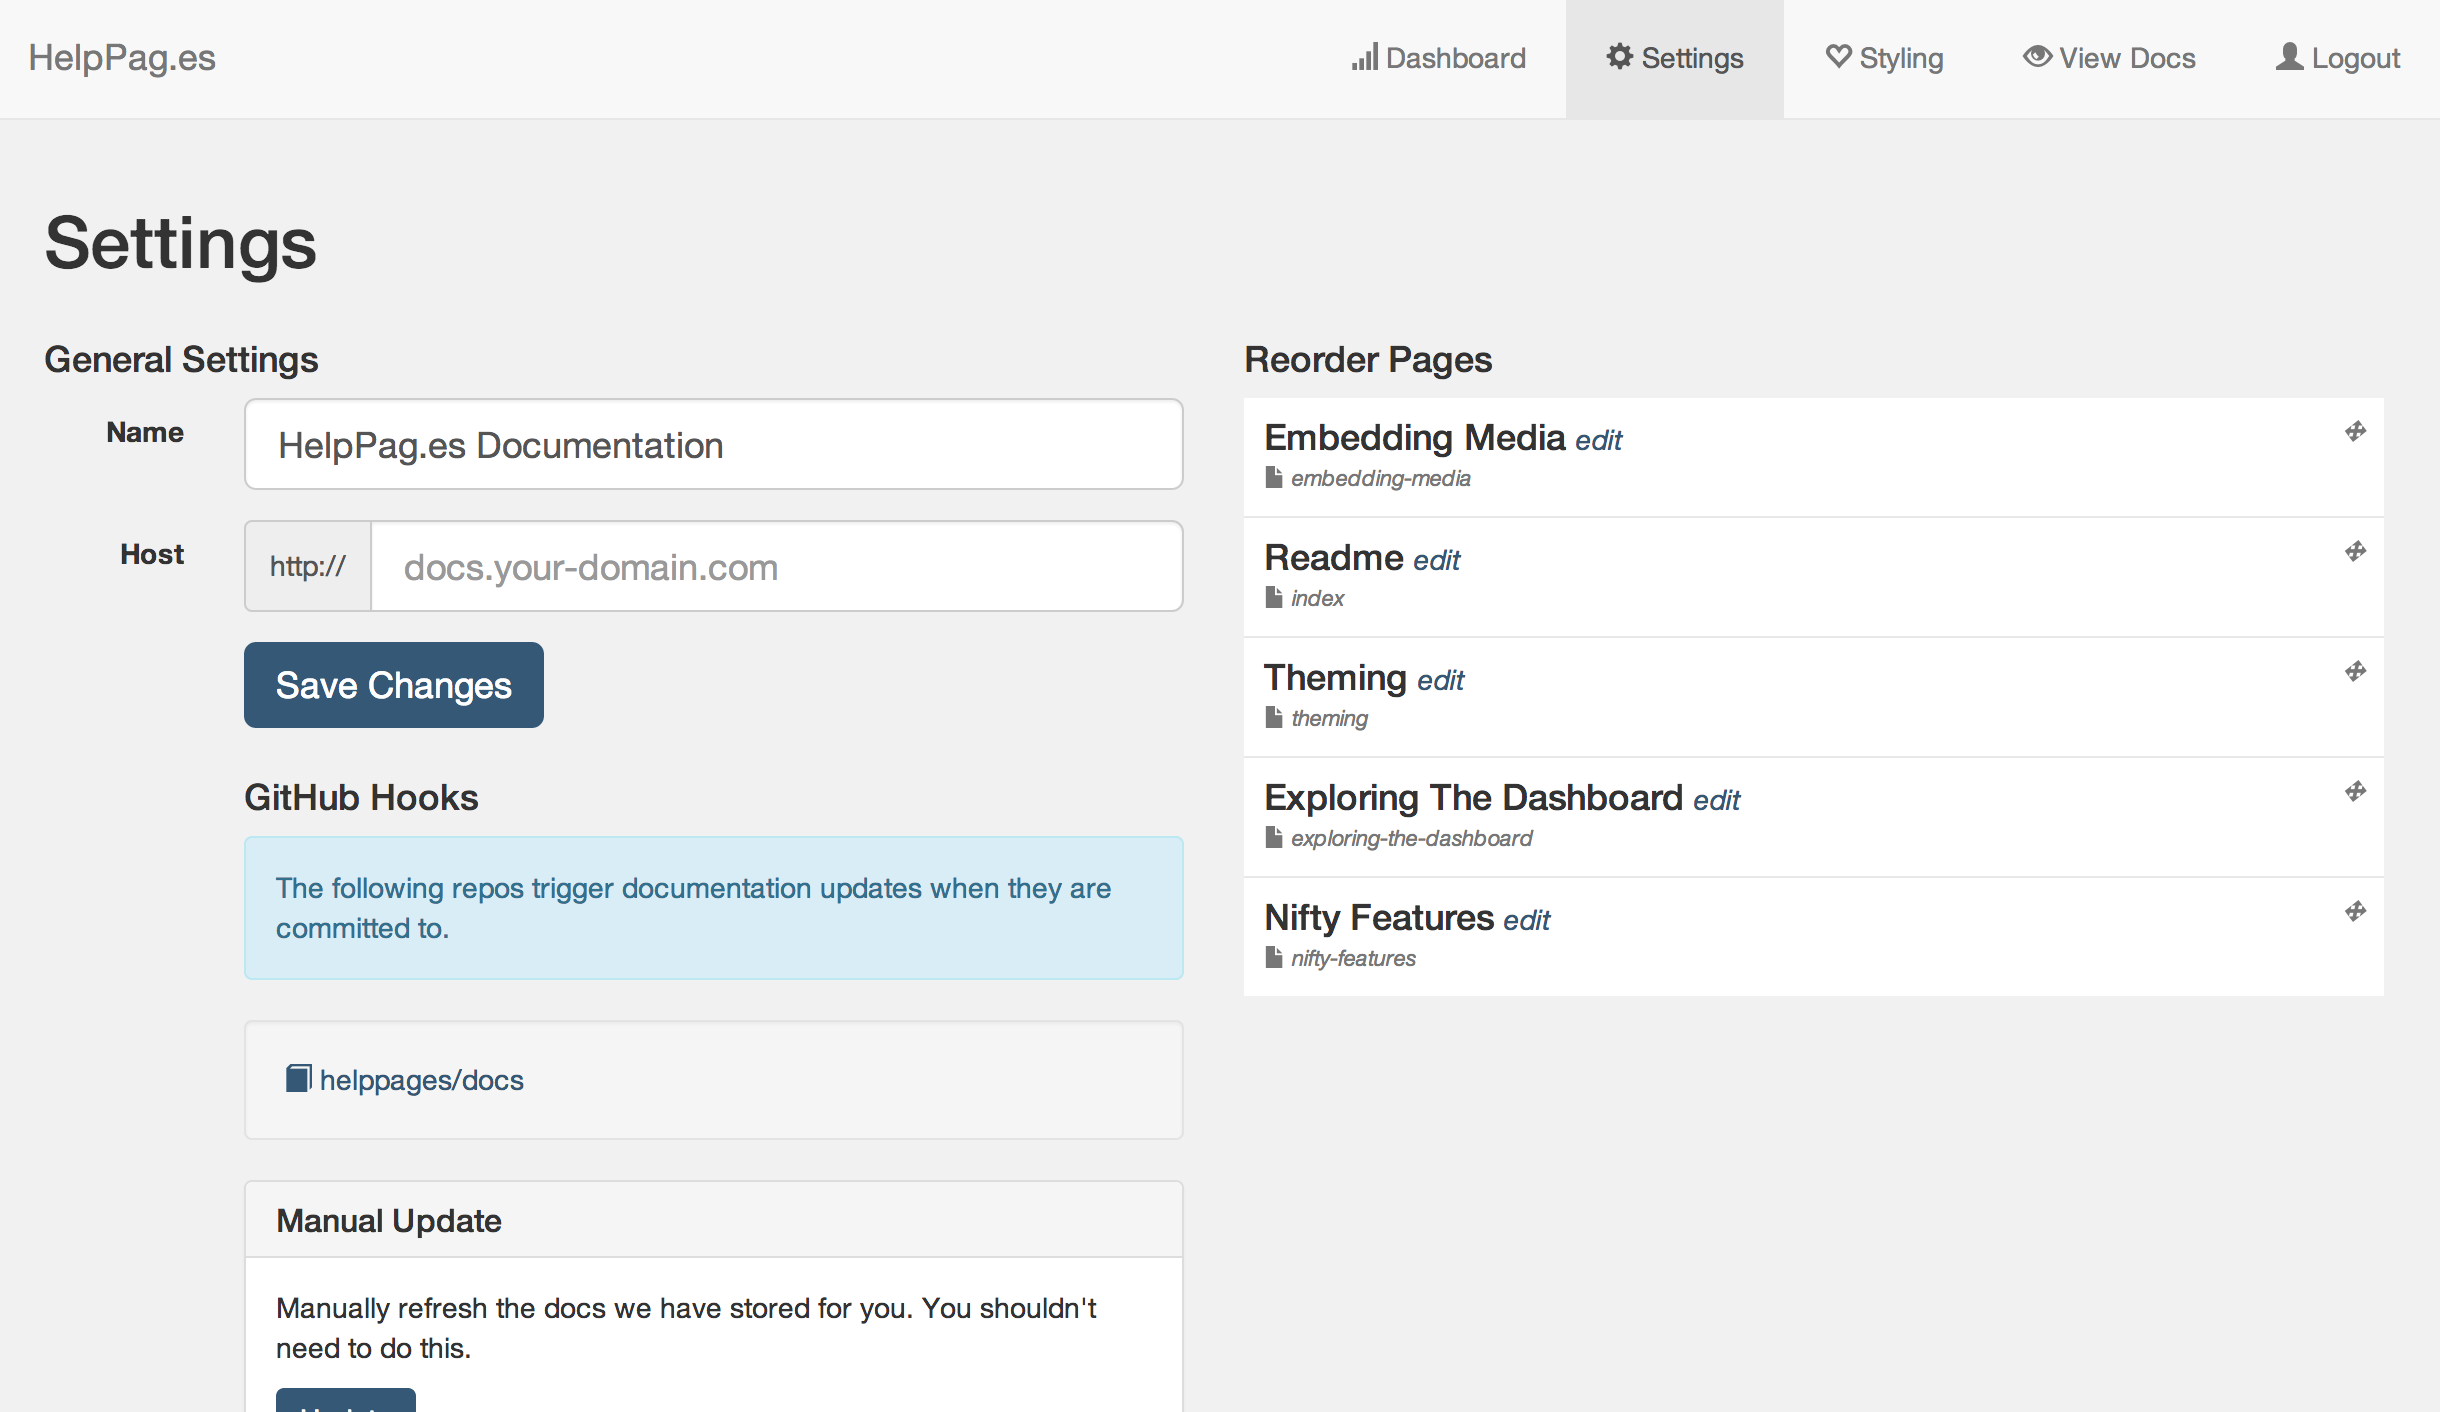 HelpPag.es
Dashboard
Settings
Styling
View Docs
Logout
Settings
General Settings
Name
HelpPag.es Documentation
Host
http://
docs.your-domain.com
Save Changes
GitHub Hooks
The following repos trigger documentation updates when they are
committed to.
helppages/docs
Manual Update
Manually refresh the docs we have stored for you. You shouldn't
need to do this.
Reorder Pages
Embedding Media edit
embedding-media
Readme edit
index
Theming edit
theming
Exploring The Dashboard edit
exploring-the-dashboard
Nifty Features edit
nifty-features